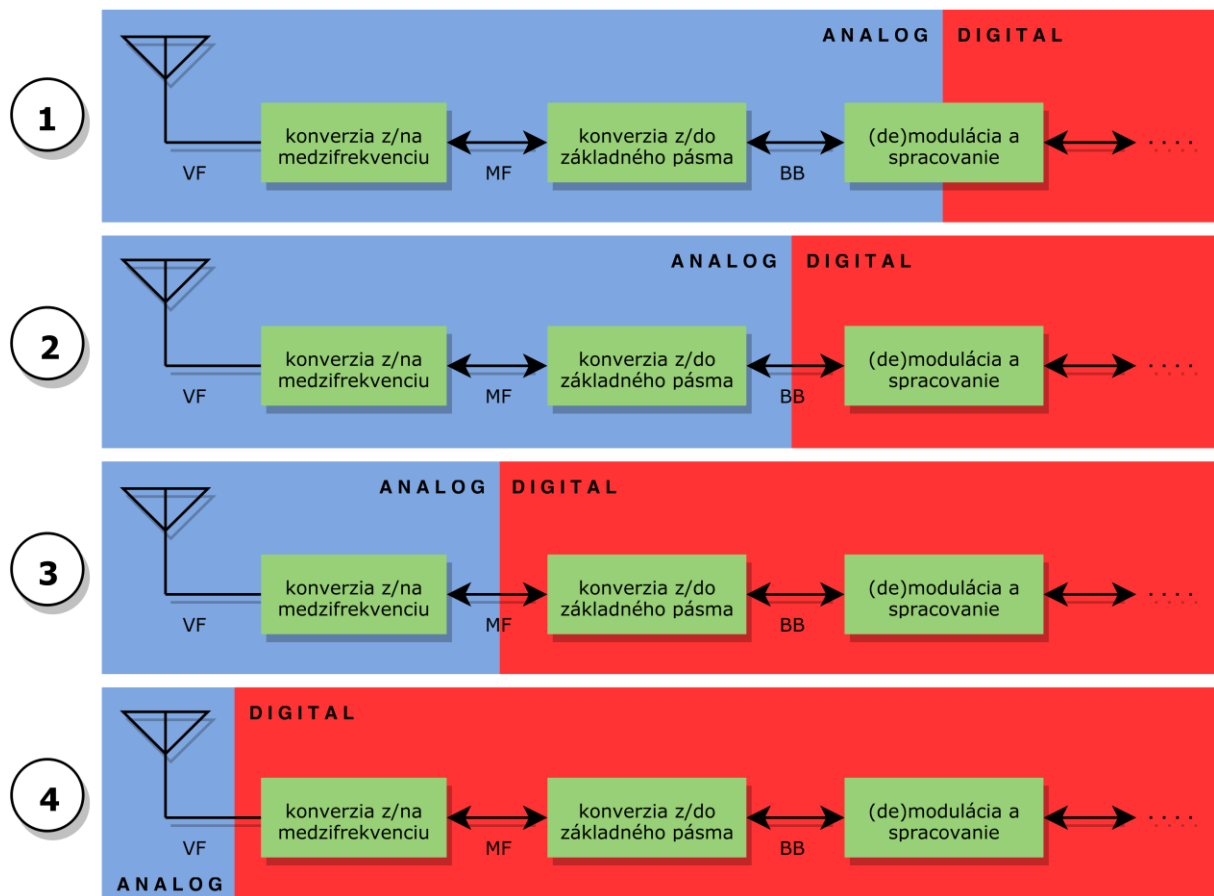 ANALOG DIGITAL
1
konverzia z/na
medzifrekvenciu
konverzia z/do
základného pásma
(de)modulácia a
spracovanie
. . . .
VF MF BB
ANALOG DIGITAL
2
konverzia z/na
medzifrekvenciu
konverzia z/do
základného pásma
(de)modulácia a
spracovanie
. . . .
VF MF BB
ANALOG DIGITAL
3
konverzia z/na
medzifrekvenciu
konverzia z/do
základného pásma
(de)modulácia a
spracovanie
. . . .
VF MF BB
DIGITAL
4
konverzia z/na
medzifrekvenciu
konverzia z/do
základného pásma
(de)modulácia a
spracovanie
. . . .
VF MF BB
ANALOG